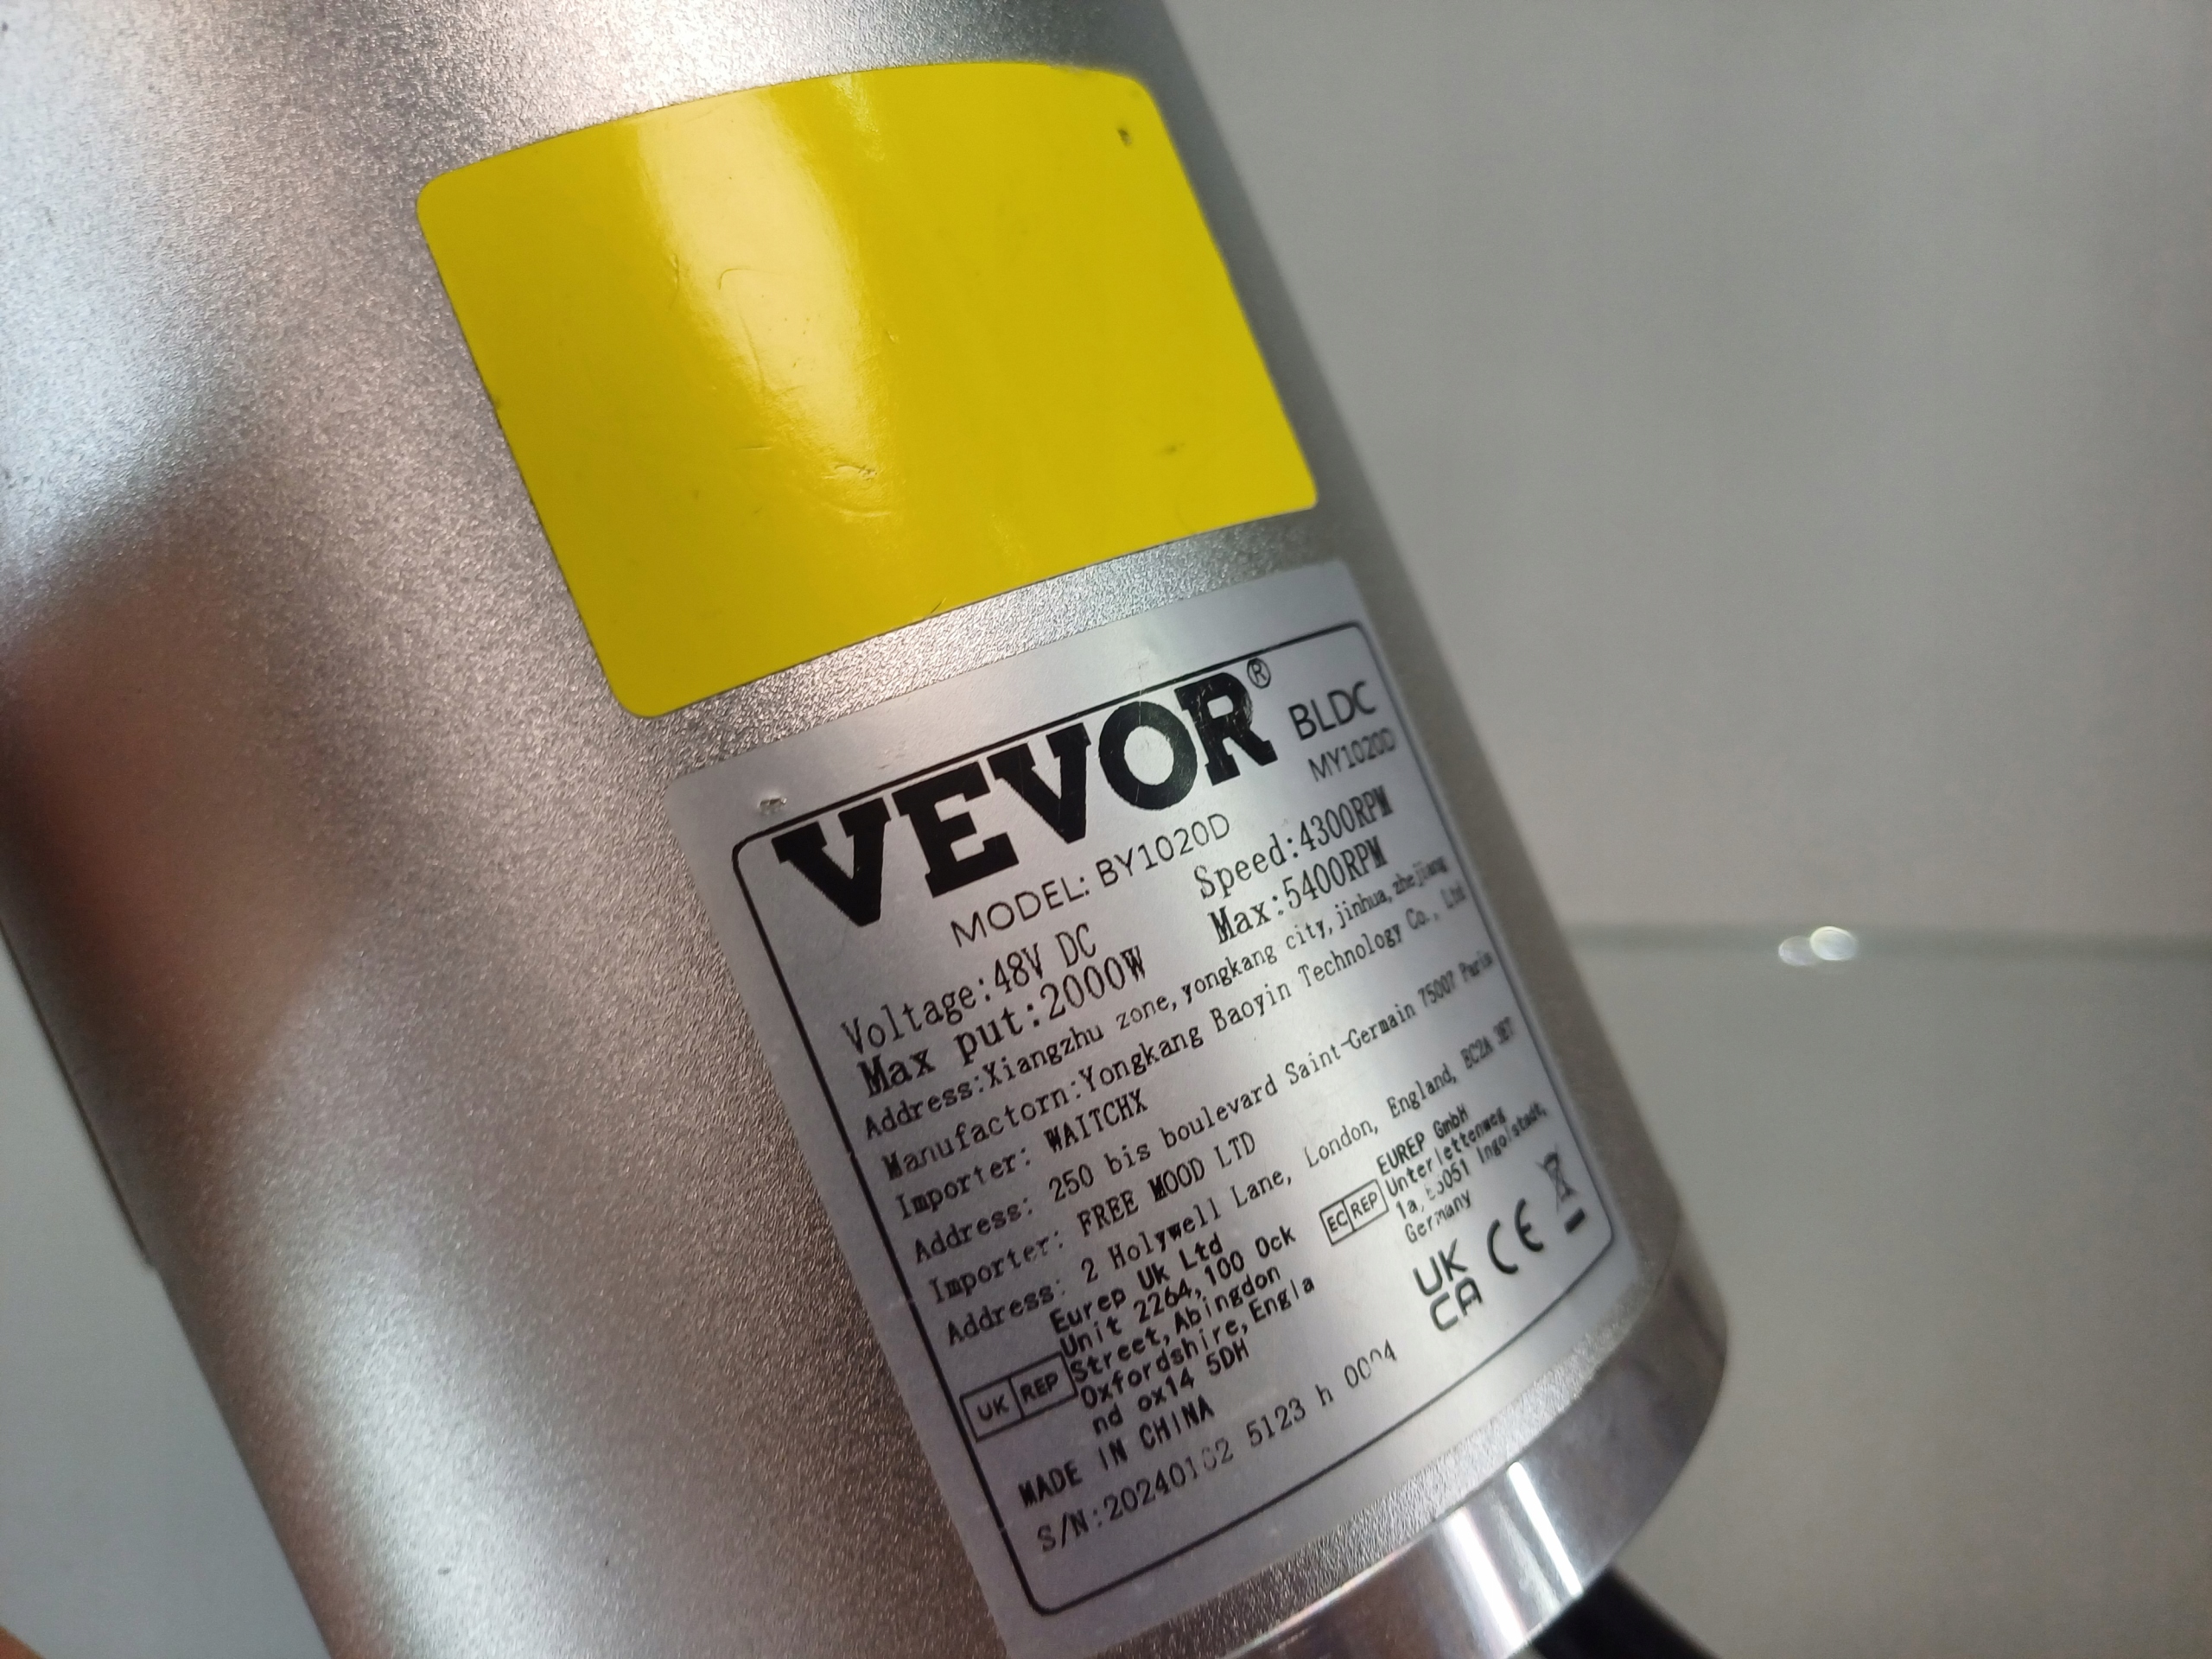 VEVOR® BLDC
MY1020D
MODEL: BY1020D
Voltage:48V DC Speed:4300RPM
Max put:2000W Max:5400RPM
Address:Xiangzhu zone,yongkang city,jinhua,zhejiang
Manufactorn:Yongkang Baoyin Technology Co., Ltd
Importer: WAITCHX
Address: 250 bis boulevard Saint-Germain 75007 Paris
Importer: FREE MOOD LTD
Address: 2 Holywell Lane, London, England, EC2A 3ET
UK REP
Eurep UK Ltd
Unit 2264, 100 Ock
Street, Abingdon
Oxfordshire, Engla
nd ox14 5DH
EC REP
EUREP GmbH
Unterlettenweg
1a, Ingolstadt,
Germany
UK
CA
CE
MADE IN CHINA
S/N: 5123 h